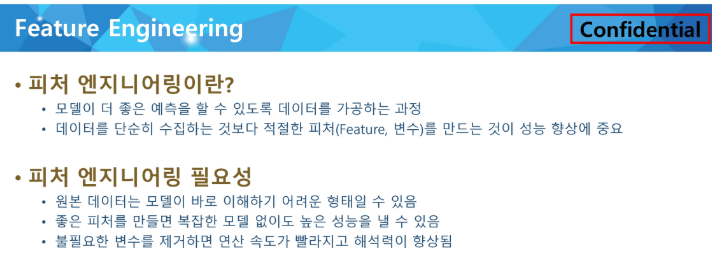 Feature Engineering
Confidential
• 피처 엔지니어링이란?
• 모델이 더 좋은 예측을 할 수 있도록 데이터를 가공하는 과정
• 데이터를 단순히 수집하는 것보다 적절한 피처(Feature, 변수)를 만드는 것이 성능 향상에 중요
• 피처 엔지니어링 필요성
• 원본 데이터는 모델이 바로 이해하기 어려운 형태일 수 있음
• 좋은 피처를 만들면 복잡한 모델 없이도 높은 성능을 낼 수 있음
• 불필요한 변수를 제거하면 연산 속도가 빨라지고 해석력이 향상됨